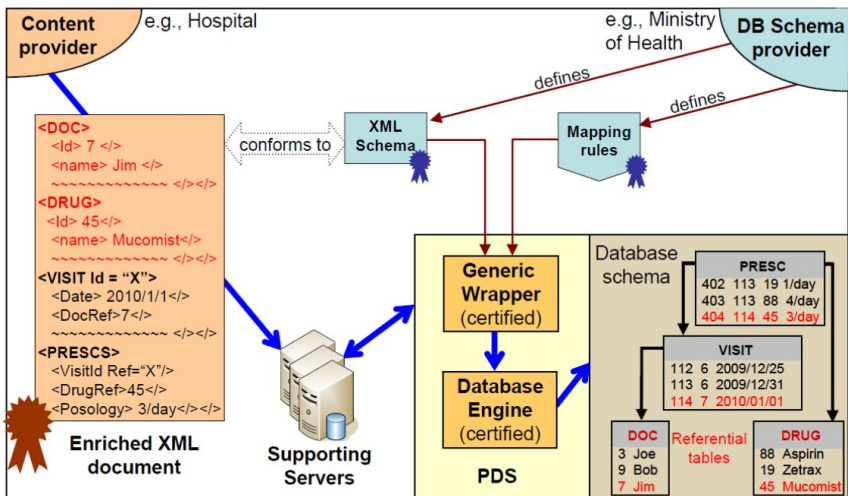 Content
provider
e.g., Hospital
e.g., Ministry
of Health
DB Schema
provider
defines
defines
<DOC>
<Id> 7 </>
<name> Jim </>
~~~~~~~~~~~~~ </></>
<DRUG>
<Id> 45</>
<name> Mucomist</>
~~~~~~~~~~~~~ </></>
<VISIT Id = “X”>
<Date> 2010/1/1</>
<DocRef>7</>
~~~~~~~~~~~~~ </></>
<PRESCS>
<VisitId Ref=“X”/>
<DrugRef>45</>
<Posology> 3/day</></>
Enriched XML
document
conforms to
XML
Schema
Mapping
rules
Supporting
Servers
Generic
Wrapper
(certified)
Database
Engine
(certified)
PDS
Database
schema
PRESC
402 113 19 1/day
403 113 88 4/day
404 114 45 3/day
VISIT
112 6 2009/12/25
113 6 2009/12/31
114 7 2010/01/01
DOC
3 Joe
9 Bob
7 Jim
Referential
tables
DRUG
88 Aspirin
19 Zetrax
45 Mucomist